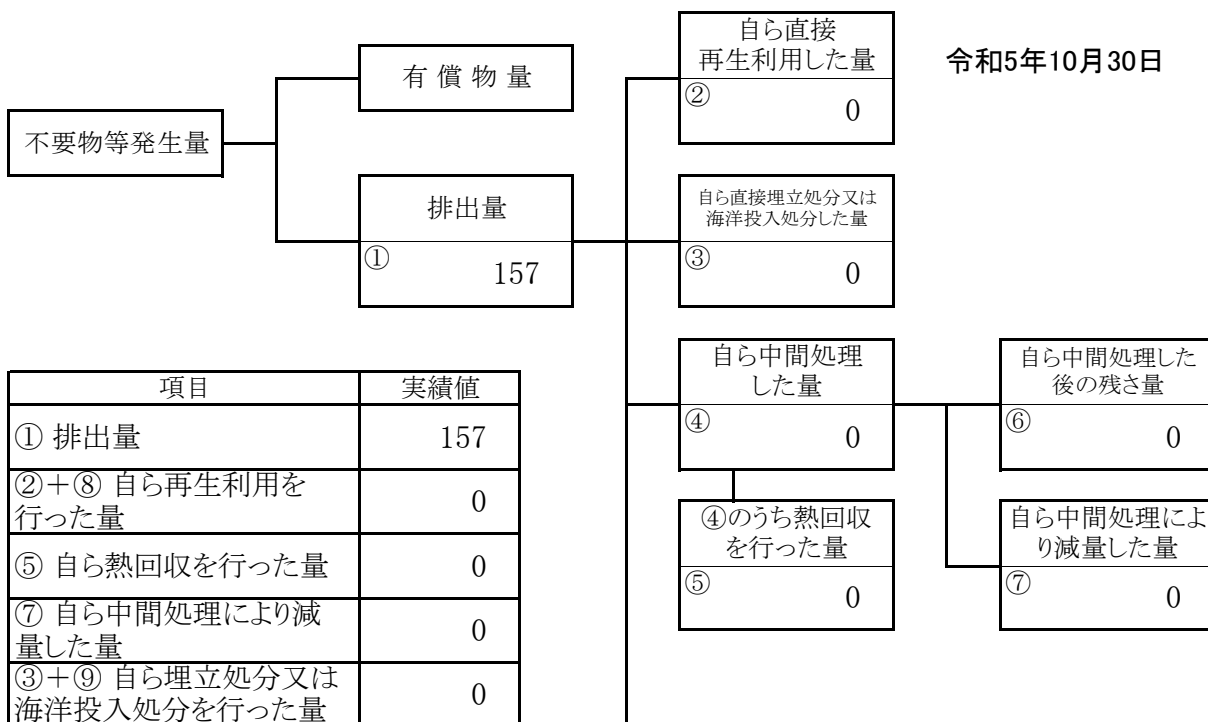 自ら直接
再生利用した量
② 0
令和5年10月30日
有償物量
不要物等発生量
排出量
① 157
自ら直接埋立処分又は
海洋投入処分した量
③ 0
自ら中間処理
した量
④ 0
自ら中間処理した
後の残さ量
⑥ 0
④のうち熱回収
を行った量
⑤ 0
自ら中間処理によ
り減量した量
⑦ 0
項目 実績値
① 排出量 157
②＋⑧ 自ら再生利用を
行った量 0
⑤ 自ら熱回収を行った量 0
⑦ 自ら中間処理により減
量した量 0
③＋⑨ 自ら埋立処分又は
海洋投入処分を行った量 0